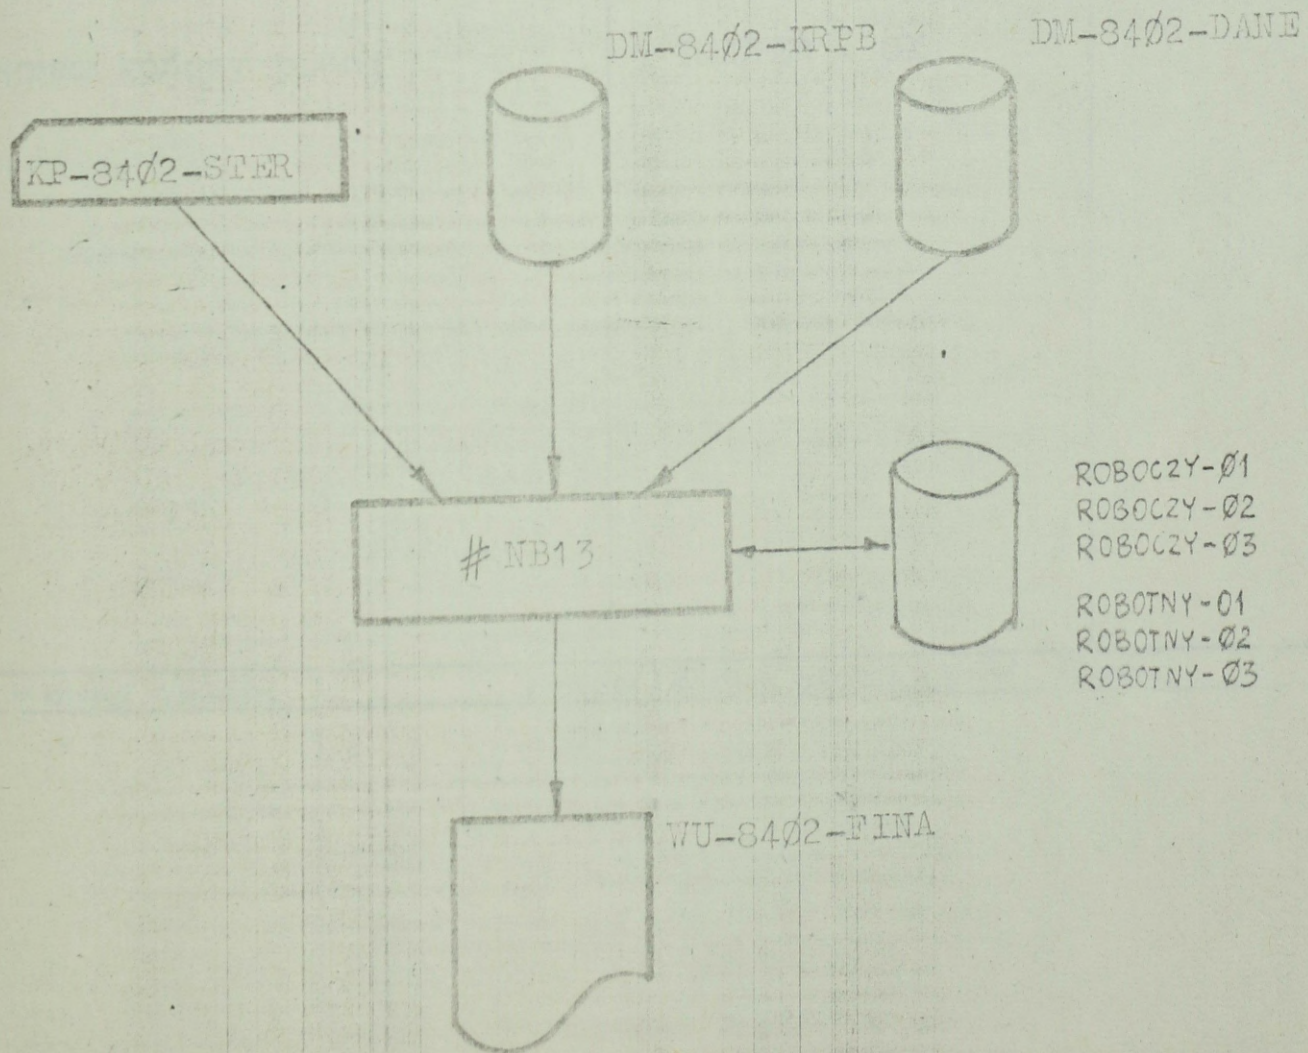 DM-84Ø2-KRPB
DM-84Ø2-DANE
KP-84Ø2-STER
# NB13
ROBOCZY-Ø1
ROBOCZY-Ø2
ROBOCZY-Ø3
ROBOTNY-01
ROBOTNY-Ø2
ROBOTNY-Ø3
WU-84Ø2-FINA